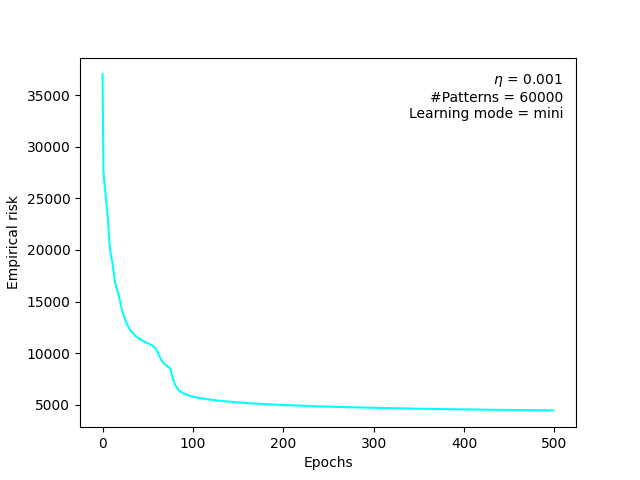 η = 0.001
#Patterns = 60000
Learning mode = mini
35000
30000
25000
20000
15000
10000
5000
Empirical risk
0 100 200 300 400 500
Epochs